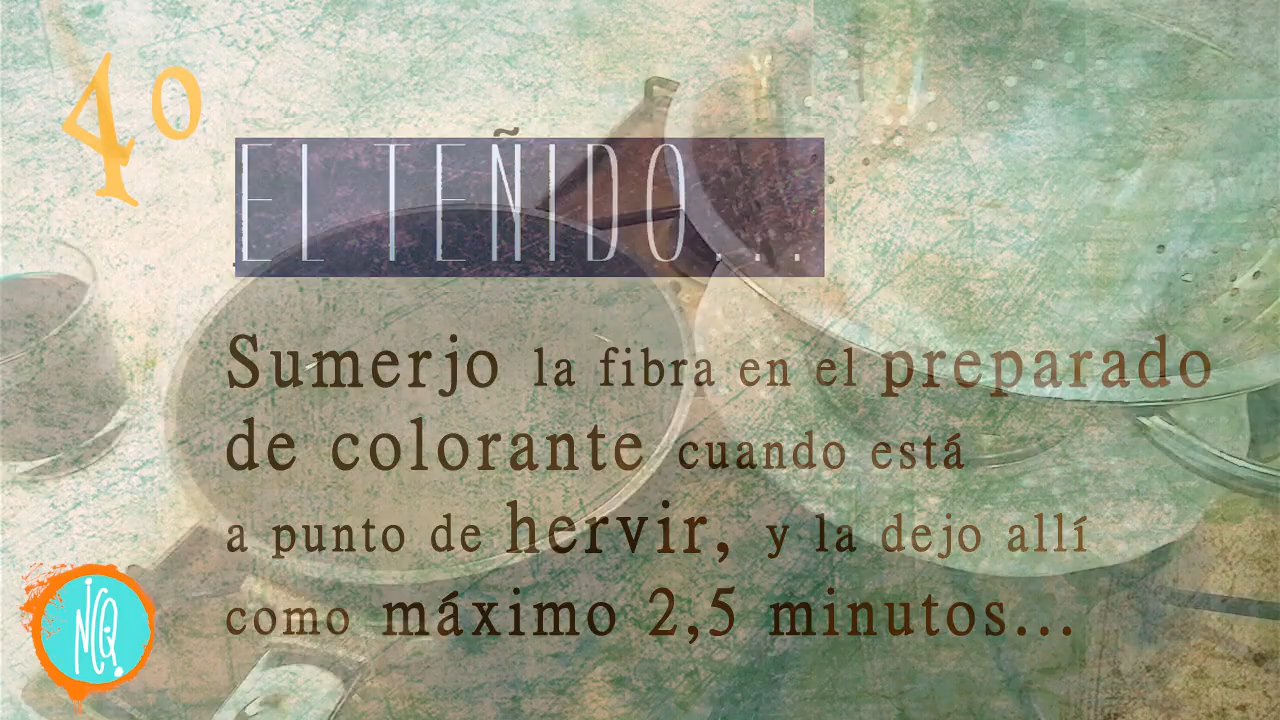 4º
EL TEÑIDO...
Sumerjo la fibra en el preparado
de colorante cuando está
a punto de hervir, y la dejo allí
como máximo 2,5 minutos...